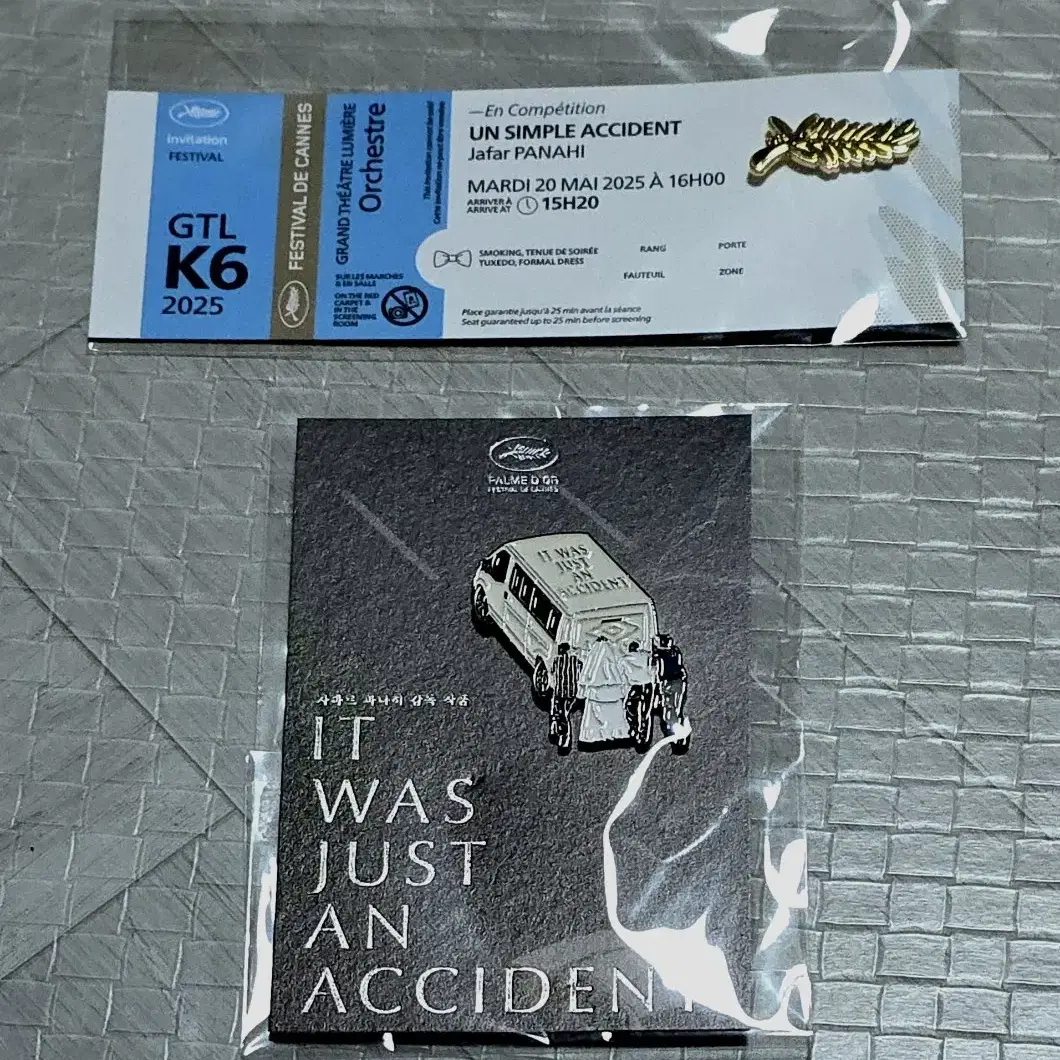 invitation
FESTIVAL
GTL
K6
2025
FESTIVAL DE CANNES
GRAND THÉÂTRE LUMIÈRE
Orchestre
SUR LES MARCHES
& EN SALLE
ON THE RED
CARPET &
IN THE
SCREENING
ROOM
—En Compétition
UN SIMPLE ACCIDENT
Jafar PANAHI
MARDI 20 MAI 2025 À 16H00
ARRIVER À
ARRIVE AT 15H20
SMOKING, TENUE DE SOIRÉE
TUXEDO, FORMAL DRESS
RANG PORTE
FAUTEUIL ZONE
Place garantie jusqu'à 25 min avant la séance
Seat guaranteed up to 25 min before screening
PALME D'OR
FESTIVAL DE CANNES
IT WAS
JUST
AN
ACCIDENT
자파르 파나히 감독 작품
IT
WAS
JUST
AN
ACCIDENT